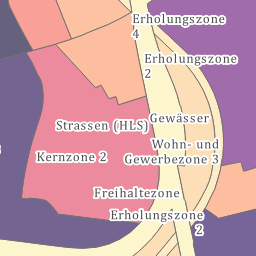 Erholungszone
4
Erholungszone
2
Strassen (HLS)
Gewässer
Wohn- und
Gewerbezone 3
Kernzone 2
Freihaltezone
Erholungszone
2